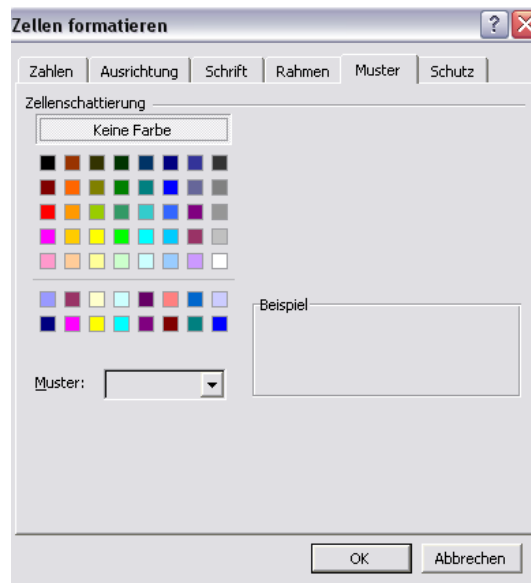 Zellen formatieren
Zahlen Ausrichtung Schrift Rahmen Muster Schutz
Zellenschattierung
Keine Farbe
Beispiel
Muster:
OK Abbrechen